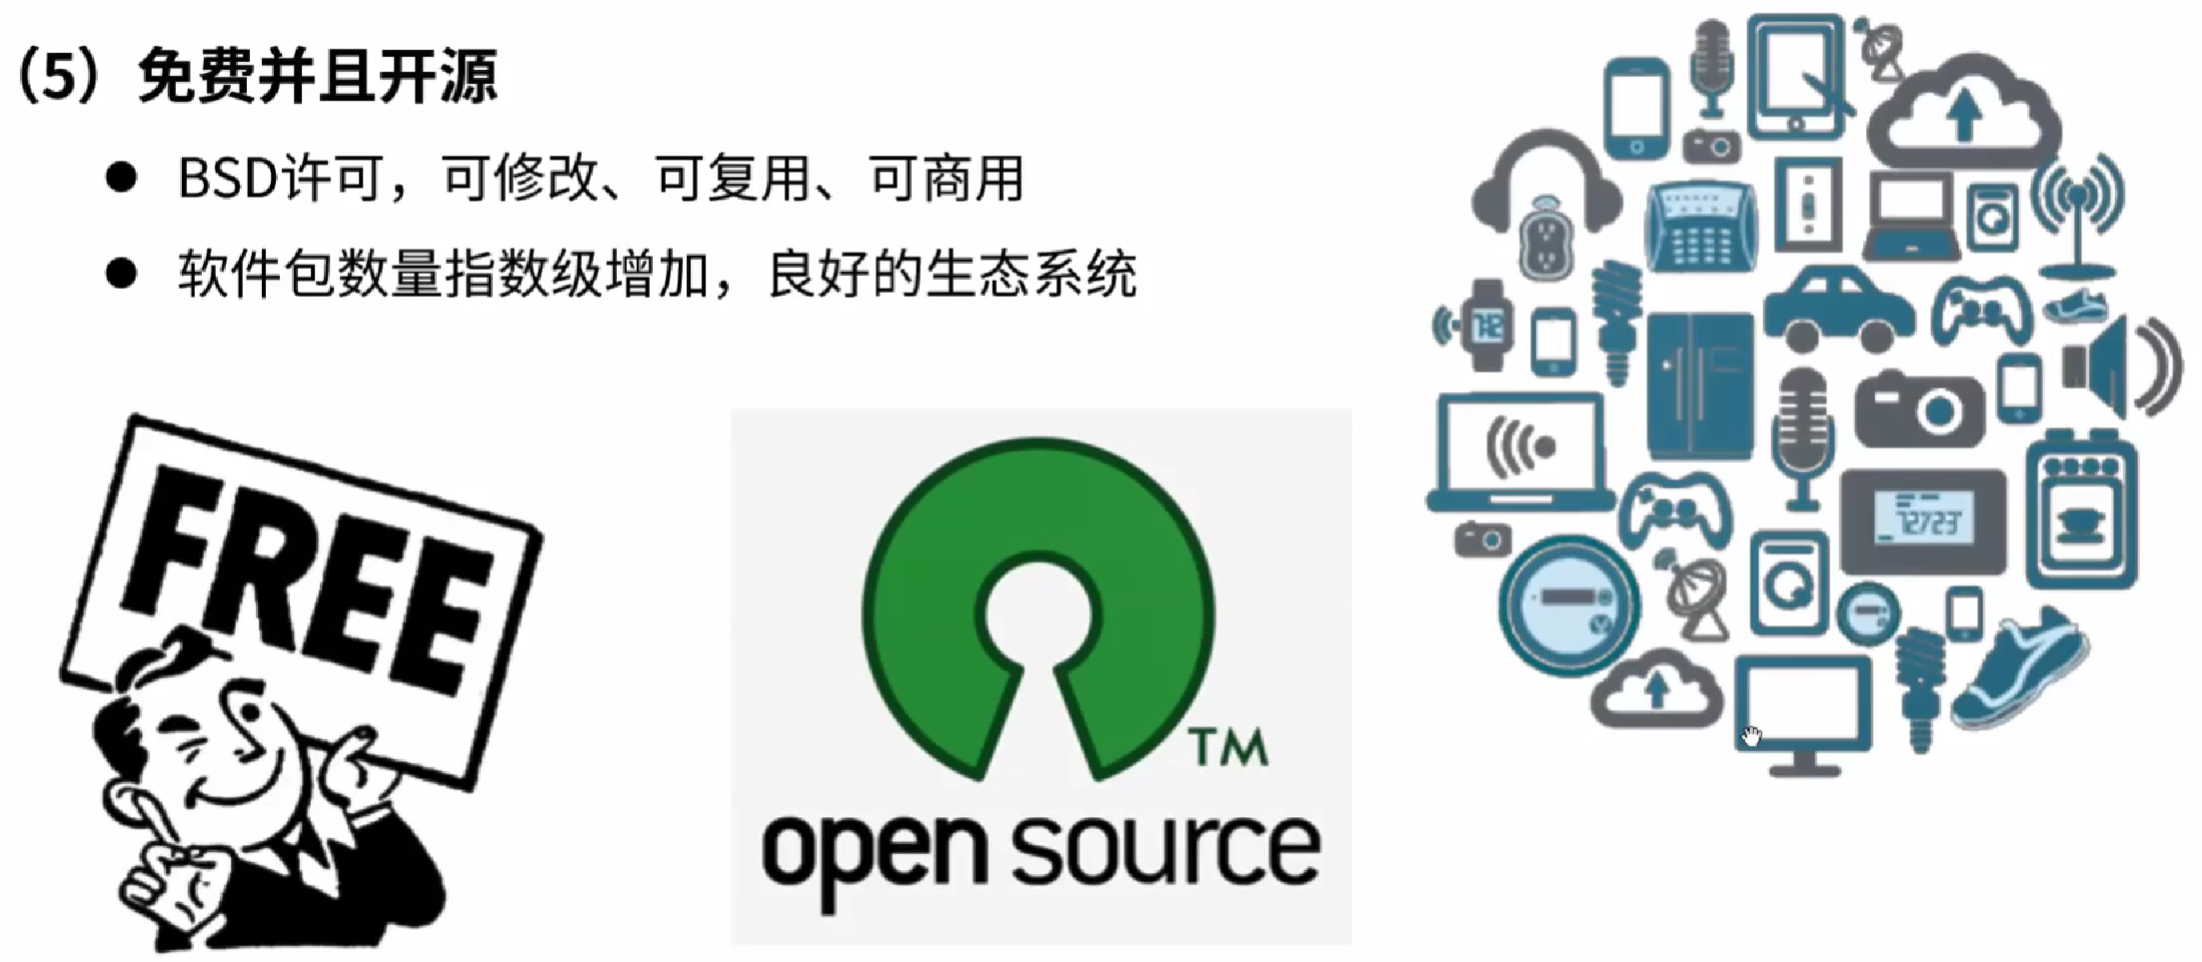 （5）免费并且开源
● BSD许可，可修改、可复用、可商用
● 软件包数量指数级增加，良好的生态系统
FREE
TM
open source
72/23°